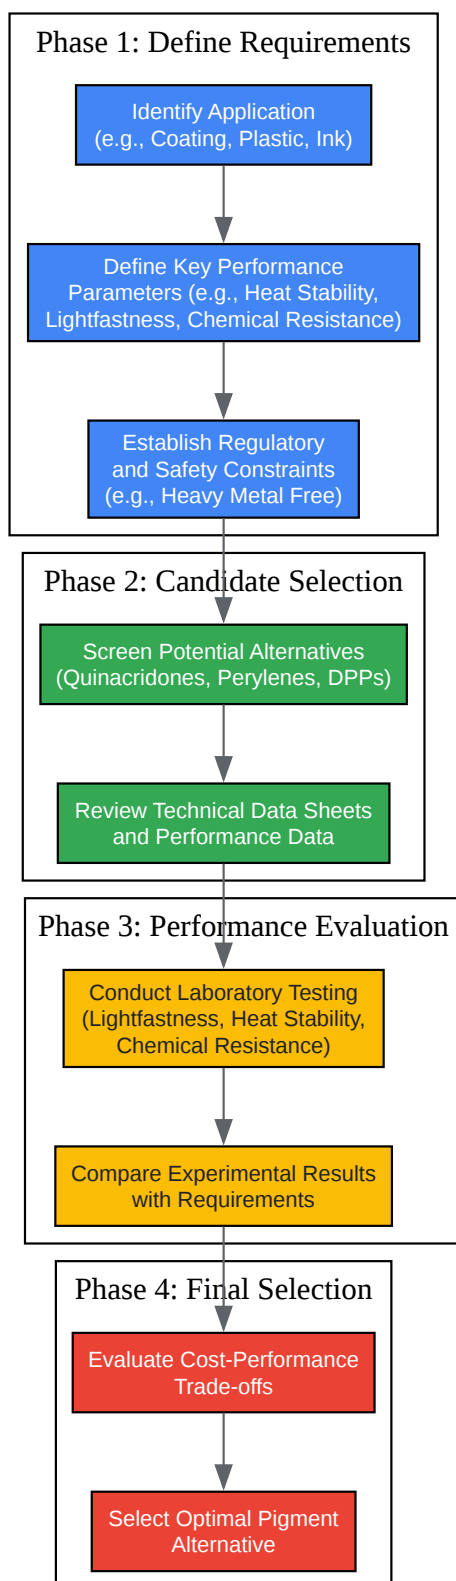 Phase 1: Define Requirements
Identify Application
(e.g., Coating, Plastic, Ink)
Define Key Performance
Parameters (e.g., Heat Stability,
Lightfastness, Chemical Resistance)
Establish Regulatory
and Safety Constraints
(e.g., Heavy Metal Free)
Phase 2: Candidate Selection
Screen Potential Alternatives
(Quinacridones, Perylenes, DPPs)
Review Technical Data Sheets
and Performance Data
Phase 3: Performance Evaluation
Conduct Laboratory Testing
(Lightfastness, Heat Stability,
Chemical Resistance)
Compare Experimental Results
with Requirements
Phase 4: Final Selection
Evaluate Cost-Performance
Trade-offs
Select Optimal Pigment
Alternative